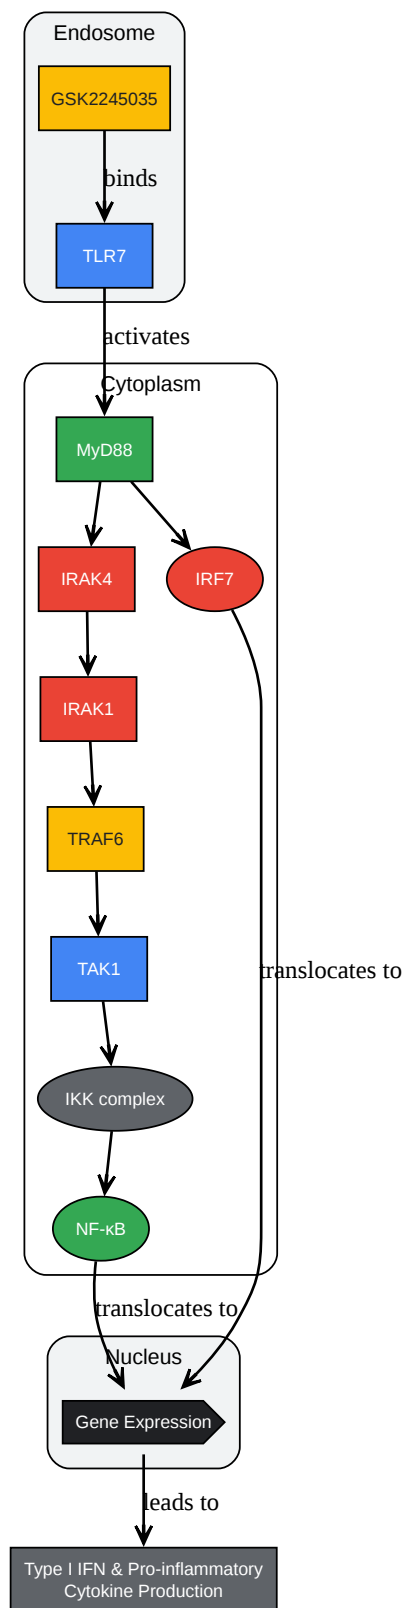 Endosome
GSK2245035
binds
TLR7
activates
Cytoplasm
MyD88
IRAK4
IRF7
IRAK1
TRAF6
TAK1
translocates to
IKK complex
NF-κB
translocates to
Nucleus
Gene Expression
leads to
Type I IFN & Pro-inflammatory
Cytokine Production